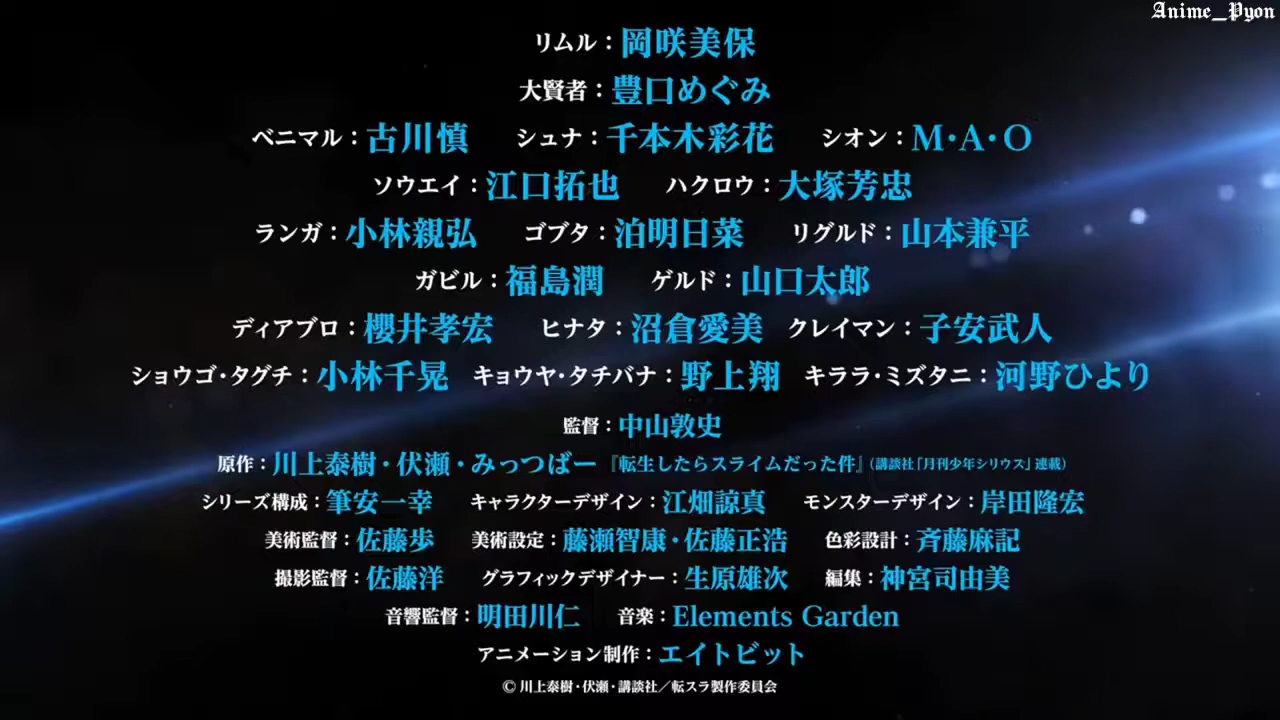 Anime_Pyon
リムル：岡咲美保
大賢者：豊口めぐみ
ベニマル：古川慎 シュナ：千本木彩花 シオン：M・A・O
ソウエイ：江口拓也 ハクロウ：大塚芳忠
ランガ：小林親弘 ゴブタ：泊明日菜 リグルド：山本兼平
ガビル：福島潤 ゲルド：山口太郎
ディアブロ：櫻井孝宏 ヒナタ：沼倉愛美 クレイマン：子安武人
ショウゴ・タグチ：小林千晃 キョウヤ・タチバナ：野上翔 キララ・ミズタニ：河野ひより
監督：中山敦史
原作：川上泰樹・伏瀬・みっつばー『転生したらスライムだった件』（講談社「月刊少年シリウス」連載）
シリーズ構成：筆安一幸 キャラクターデザイン：江畑諒真 モンスターデザイン：岸田隆宏
美術監督：佐藤歩 美術設定：藤瀬智康・佐藤正浩 色彩設計：斉藤麻記
撮影監督：佐藤洋 グラフィックデザイナー：生原雄次 編集：神宮司由美
音響監督：明田川仁 音楽：Elements Garden
アニメーション制作：エイトビット
© 川上泰樹・伏瀬・講談社／転スラ製作委員会